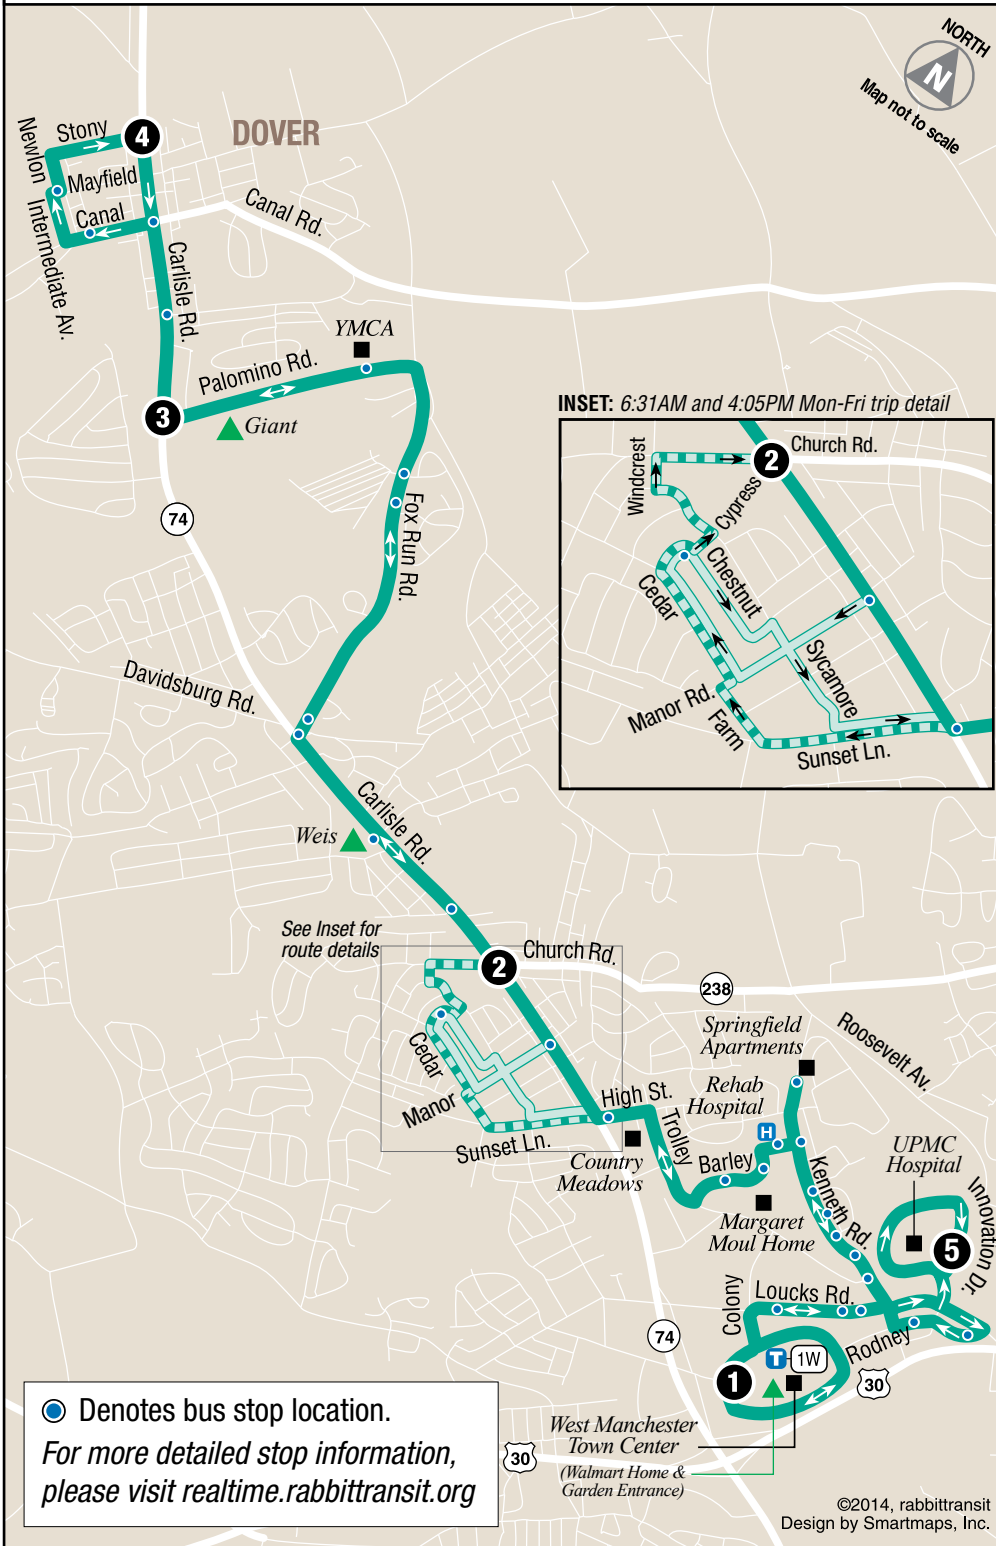 NORTH
N
Map not to scale
DOVER
Stony
4
Newlon
Mayfield
Canal
Intermediate Av.
Canal Rd.
Carlisle Rd.
YMCA
Palomino Rd.
3
Giant
74
Fox Run Rd.
INSET: 6:31AM and 4:05PM Mon-Fri trip detail
Church Rd.
2
Windcrest
Cypress
Chestnut
Cedar
Sycamore
Manor Rd.
Farm
Sunset Ln.
Davidsburg Rd.
Carlisle Rd.
Weis
See Inset for
route details
2
Church Rd.
238
Cedar
Manor
Sunset Ln.
High St.
Trolley
Country
Meadows
Springfield
Apartments
Roosevelt Av.
Rehab
Hospital
H
Barley
Margaret
Moul Home
Kenneth Rd.
UPMC
Hospital
Innovation Dr.
5
Colony
Loucks Rd.
Rodney
74
T
1W
1
30
West Manchester
Town Center
(Walmart Home &
Garden Entrance)
30
Denotes bus stop location.
For more detailed stop information,
please visit realtime.rabbittransit.org
©2014, rabbittransit
Design by Smartmaps, Inc.